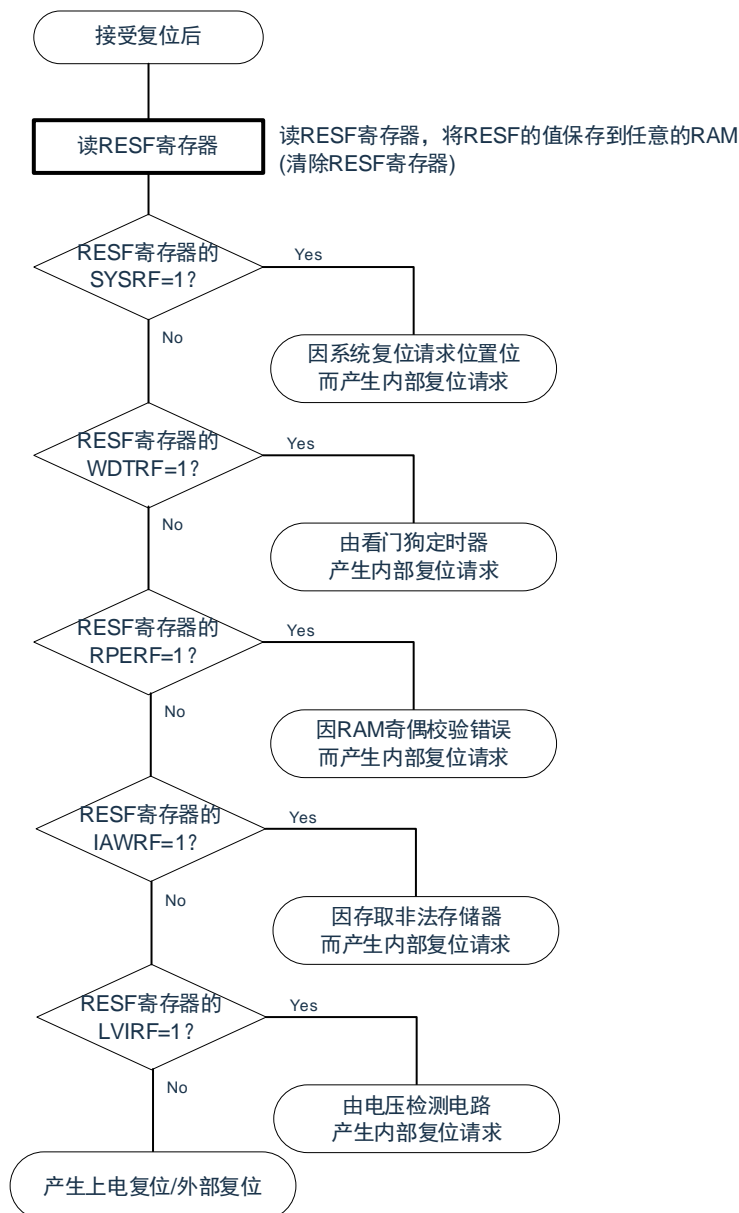 接受复位后
读RESF寄存器
读RESF寄存器，将RESF的值保存到任意的RAM
(清除RESF寄存器)
RESF寄存器的
SYSRF=1?
Yes
No
因系统复位请求位置位
而产生内部复位请求
RESF寄存器的
WDTRF=1?
Yes
No
由看门狗定时器
产生内部复位请求
RESF寄存器的
RPERF=1?
Yes
No
因RAM奇偶校验错误
而产生内部复位请求
RESF寄存器的
IAWRF=1?
Yes
No
因存取非法存储器
而产生内部复位请求
RESF寄存器的
LVIRF=1?
Yes
No
由电压检测电路
产生内部复位请求
产生上电复位/外部复位